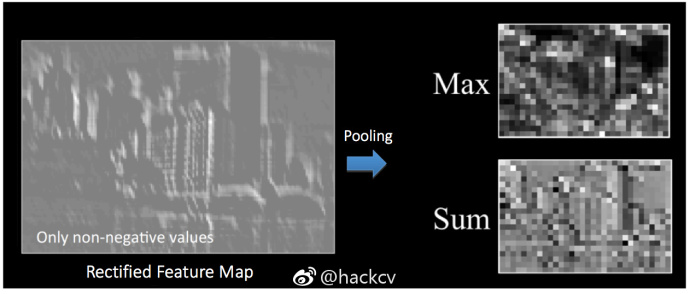 Only non-negative values
Rectified Feature Map
Pooling
Max
Sum
@hackcv